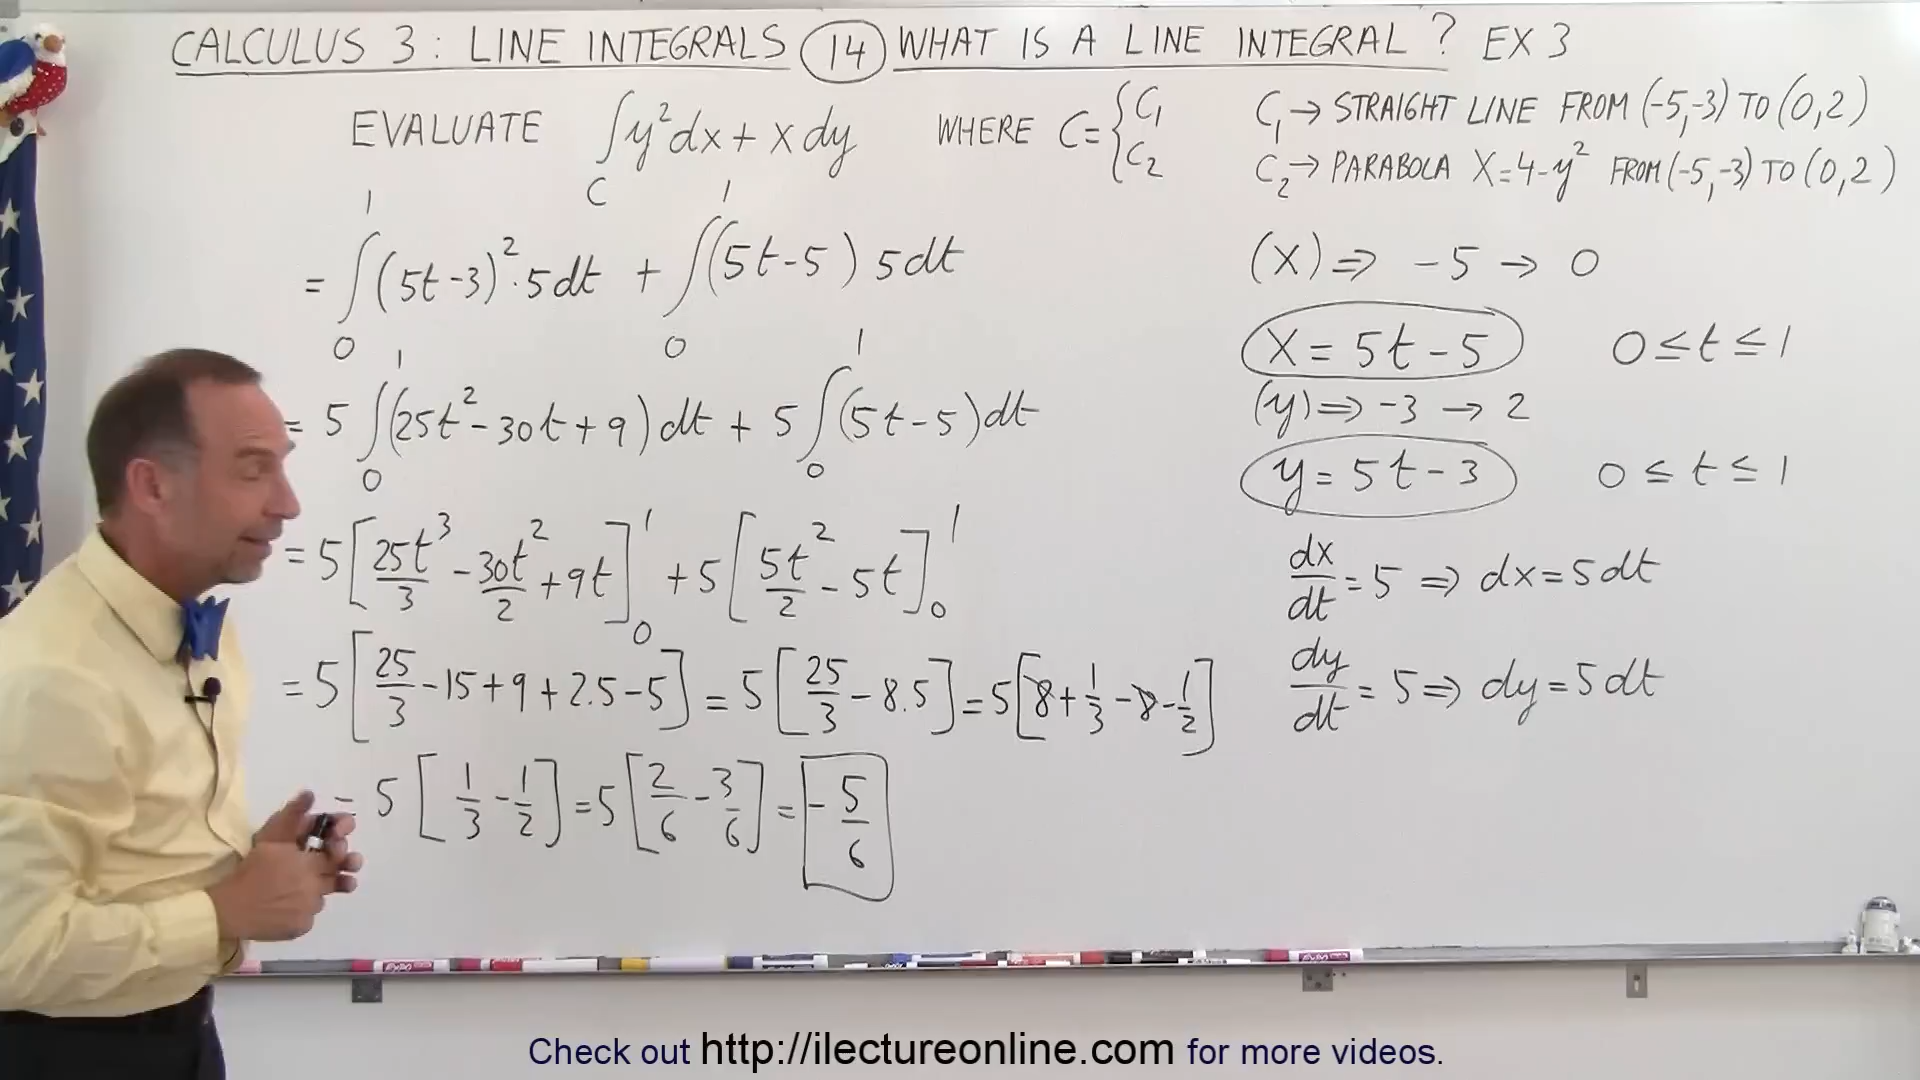 CALCULUS 3: LINE INTEGRALS (14) WHAT IS A LINE INTEGRAL? EX 3
EVALUATE ∫_C y²dx + x dy WHERE C = { C₁ C₂
C₁ → STRAIGHT LINE FROM (-5,-3) TO (0,2)
C₂ → PARABOLA X=4-y² FROM (-5,-3) TO (0,2)
= ∫₀¹ (5t-3)²·5dt + ∫₀¹ (5t-5) 5dt
= 5 ∫₀¹ (25t²-30t+9)dt + 5 ∫₀¹ (5t-5)dt
= 5 [25t³/3 - 30t²/2 + 9t]₀¹ + 5 [5t²/2 - 5t]₀¹
= 5 [25/3 - 15 + 9 + 2.5 - 5] = 5 [25/3 - 8.5] = 5 [8 + 1/3 - 8 - 1/2]
= 5 [1/3 - 1/2] = 5 [2/6 - 3/6] = -5/6
(x) ⇒ -5 → 0
x = 5t - 5 0 ≤ t ≤ 1
(y) ⇒ -3 → 2
y = 5t - 3 0 ≤ t ≤ 1
dx/dt = 5 ⇒ dx = 5dt
dy/dt = 5 ⇒ dy = 5dt
Check out http://ilectureonline.com for more videos.